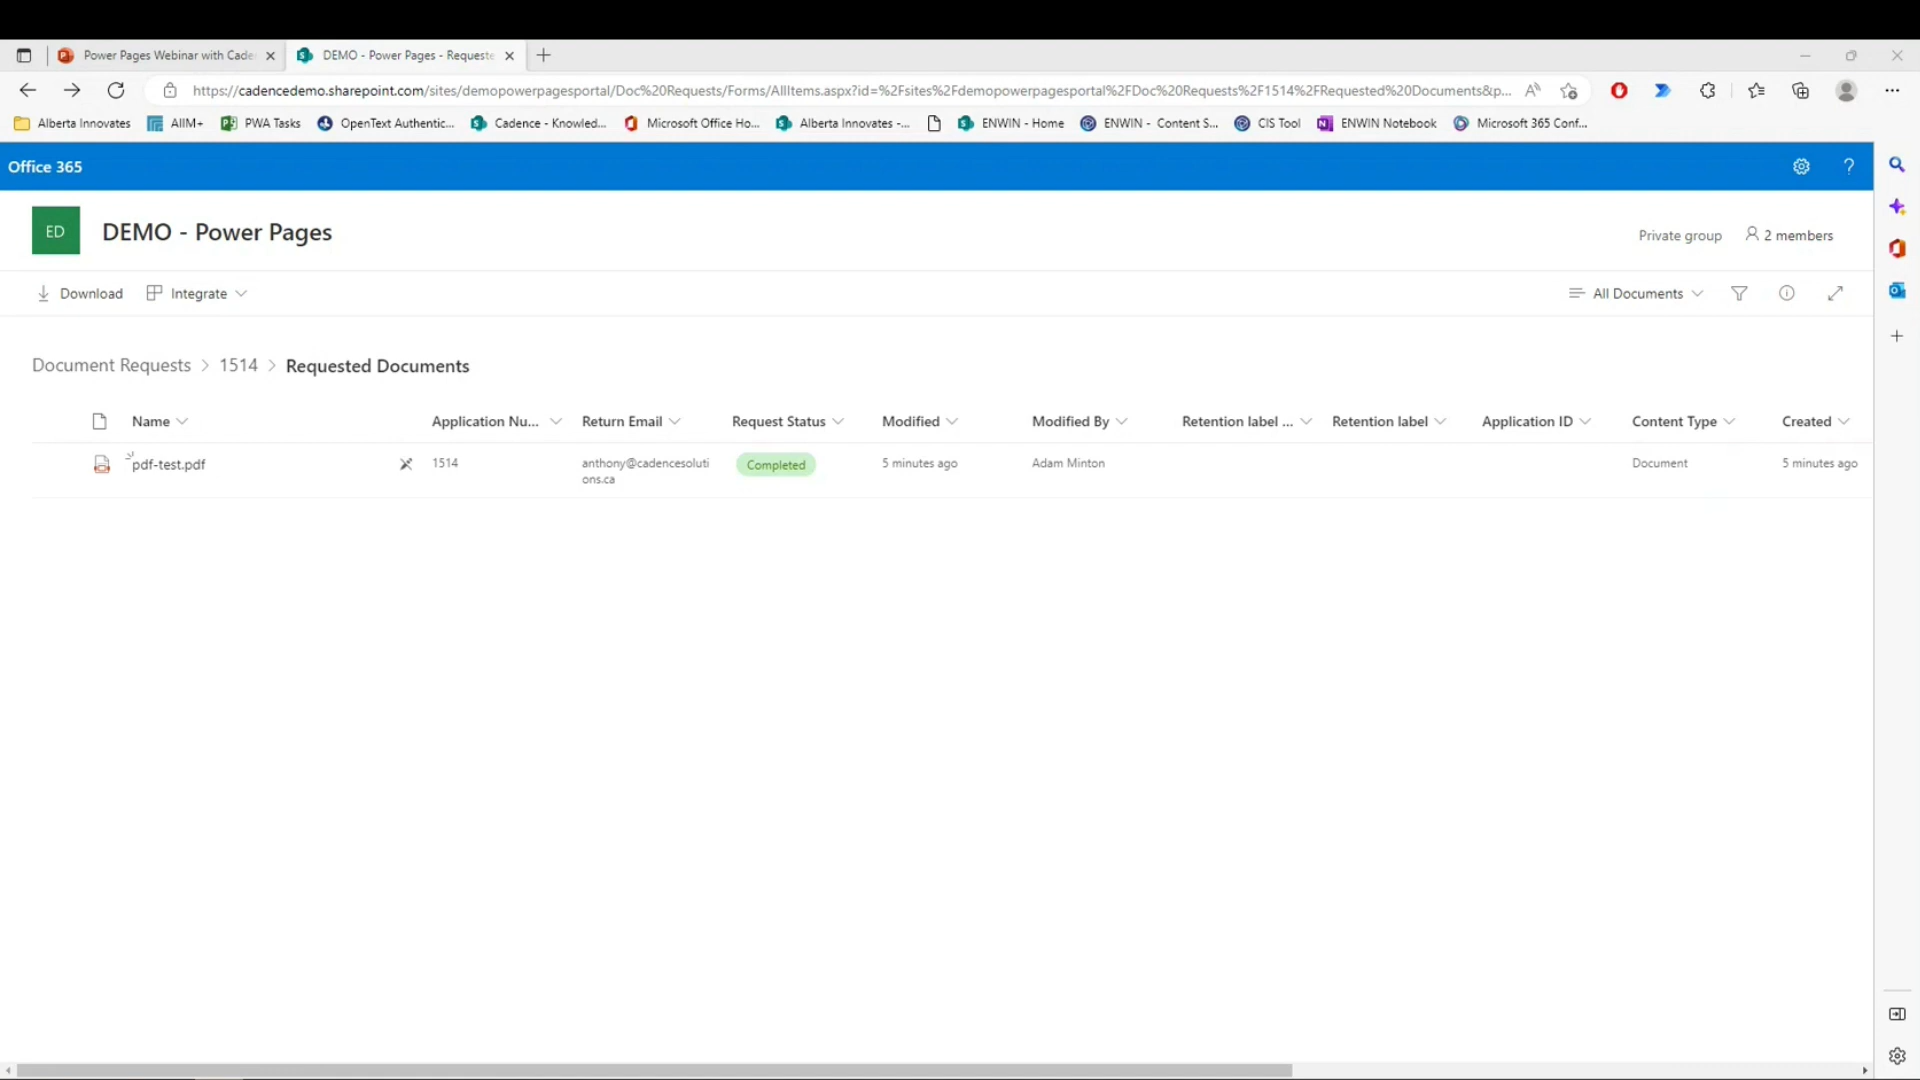 Power Pages Webinar with Cade
DEMO - Power Pages - Requeste
https://cadencedemo.sharepoint.com/sites/demopowerpagesportal/Doc%20Requests/Forms/AllItems.aspx?id=%2Fsites%2Fdemopowerpagesportal%2FDoc%20Requests%2F1514%2FRequested%20Documents&p...
Alberta Innovates
AIIM+
PWA Tasks
OpenText Authentic...
Cadence - Knowled...
Microsoft Office Ho...
Alberta Innovates -...
ENWIN - Home
ENWIN - Content S...
CIS Tool
ENWIN Notebook
Microsoft 365 Conf...
Office 365
?
ED
DEMO - Power Pages
Private group
2 members
Download
Integrate
All Documents
Document Requests > 1514 > Requested Documents
Name
Application Nu...
Return Email
Request Status
Modified
Modified By
Retention label ...
Retention label
Application ID
Content Type
Created
pdf-test.pdf
1514
anthony@cadencesoluti
ons.ca
Completed
5 minutes ago
Adam Minton
Document
5 minutes ago